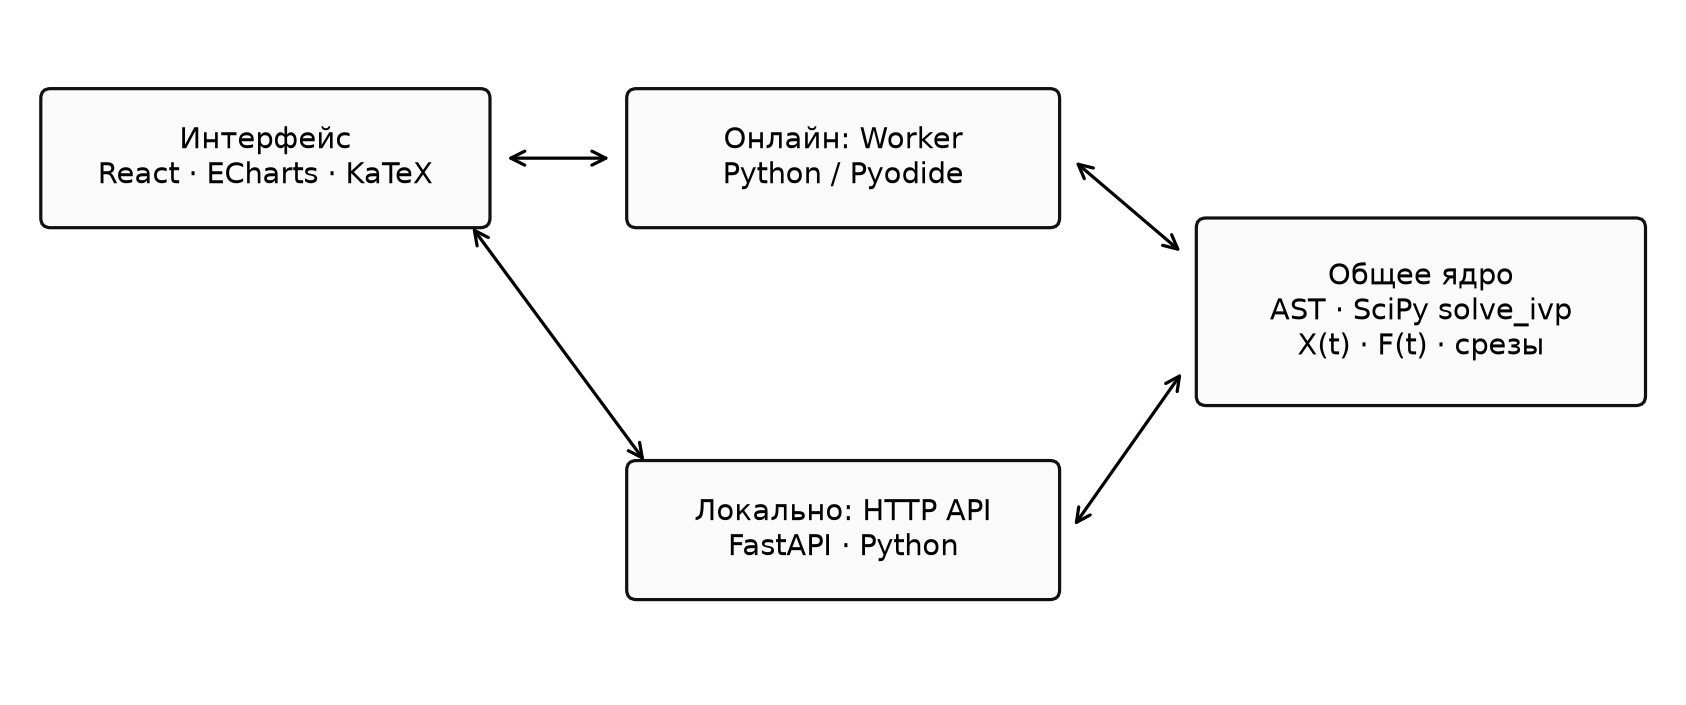 Интерфейс
React · ECharts · KaTeX
Онлайн: Worker
Python / Pyodide
Общее ядро
AST · SciPy solve_ivp
X(t) · F(t) · срезы
Локально: HTTP API
FastAPI · Python